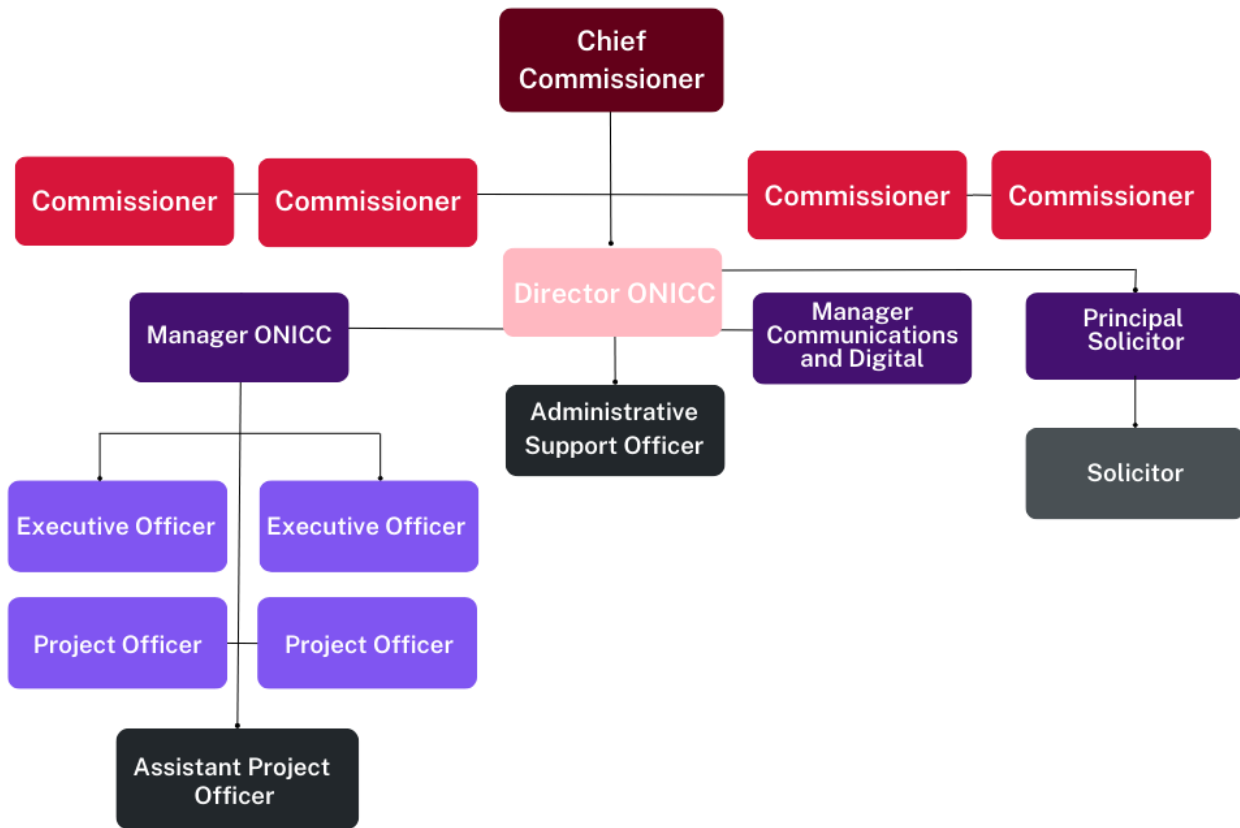 Chief
Commissioner
Commissioner
Commissioner
Commissioner
Commissioner
Director ONICC
Manager ONICC
Manager
Communications
and Digital
Principal
Solicitor
Administrative
Support Officer
Solicitor
Executive Officer
Executive Officer
Project Officer
Project Officer
Assistant Project
Officer